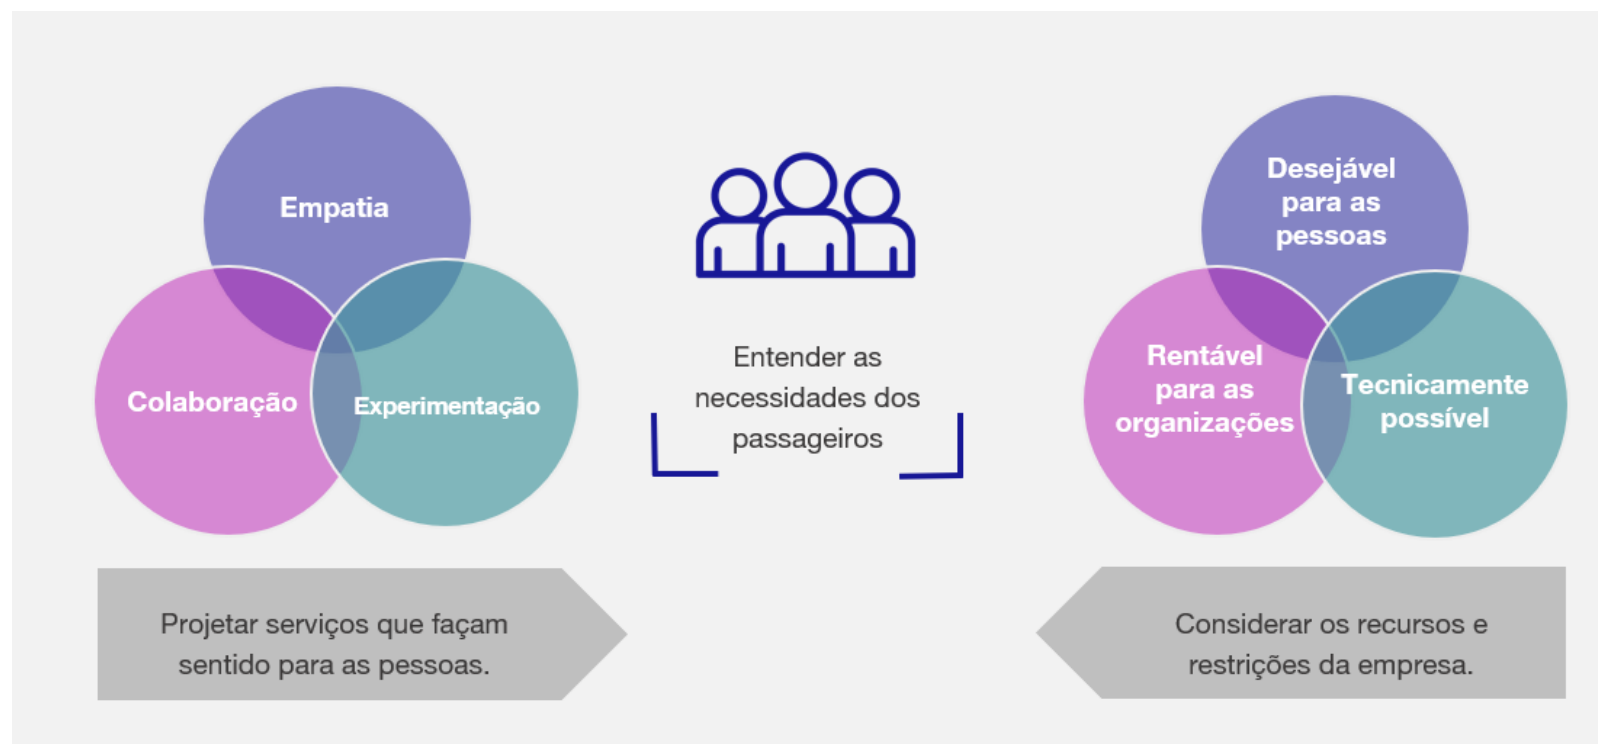 Empatia
Colaboração
Experimentação
Entender as
necessidades dos
passageiros
Desejável
para as
pessoas
Rentável
para as
organizações
Tecnicamente
possível
Projetar serviços que façam
sentido para as pessoas.
Considerar os recursos e
restrições da empresa.